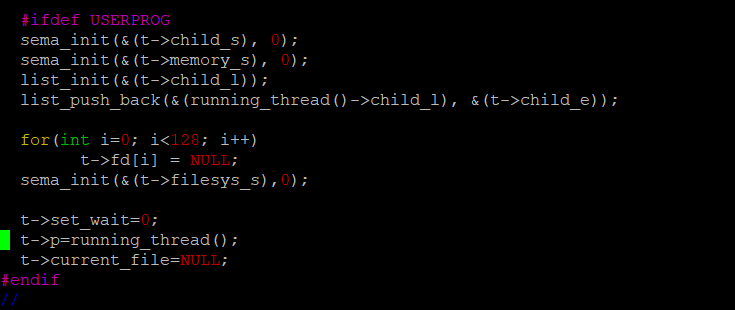 #ifdef USERPROG
sema_init(&(t->child_s), 0);
sema_init(&(t->memory_s), 0);
list_init(&(t->child_l));
list_push_back(&(running_thread()->child_l), &(t->child_e));
for(int i=0; i<128; i++)
t->fd[i] = NULL;
sema_init(&(t->filesys_s),0);
t->set_wait=0;
t->p=running_thread();
t->current_file=NULL;
#endif
//